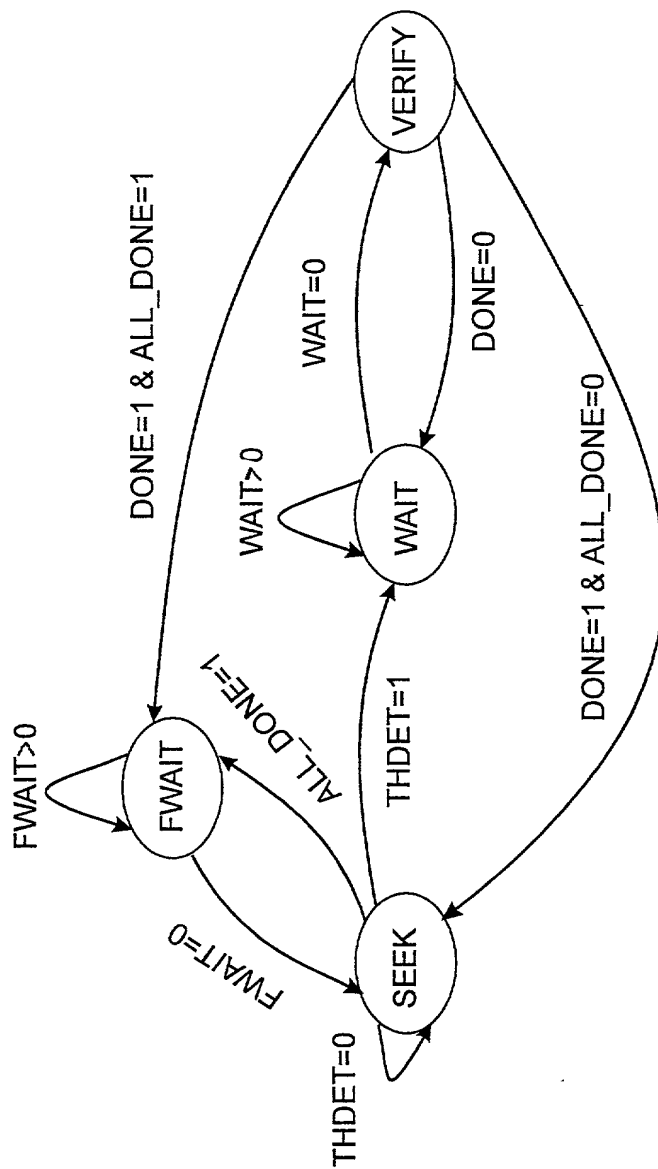 FWAIT>0
FWAIT
DONE=1 & ALL_DONE=1
FWAIT=0
ALL_DONE=1
WAIT>0
WAIT=0
THDET=0
SEEK
THDET=1
WAIT
VERIFY
DONE=0
DONE=1 & ALL_DONE=0